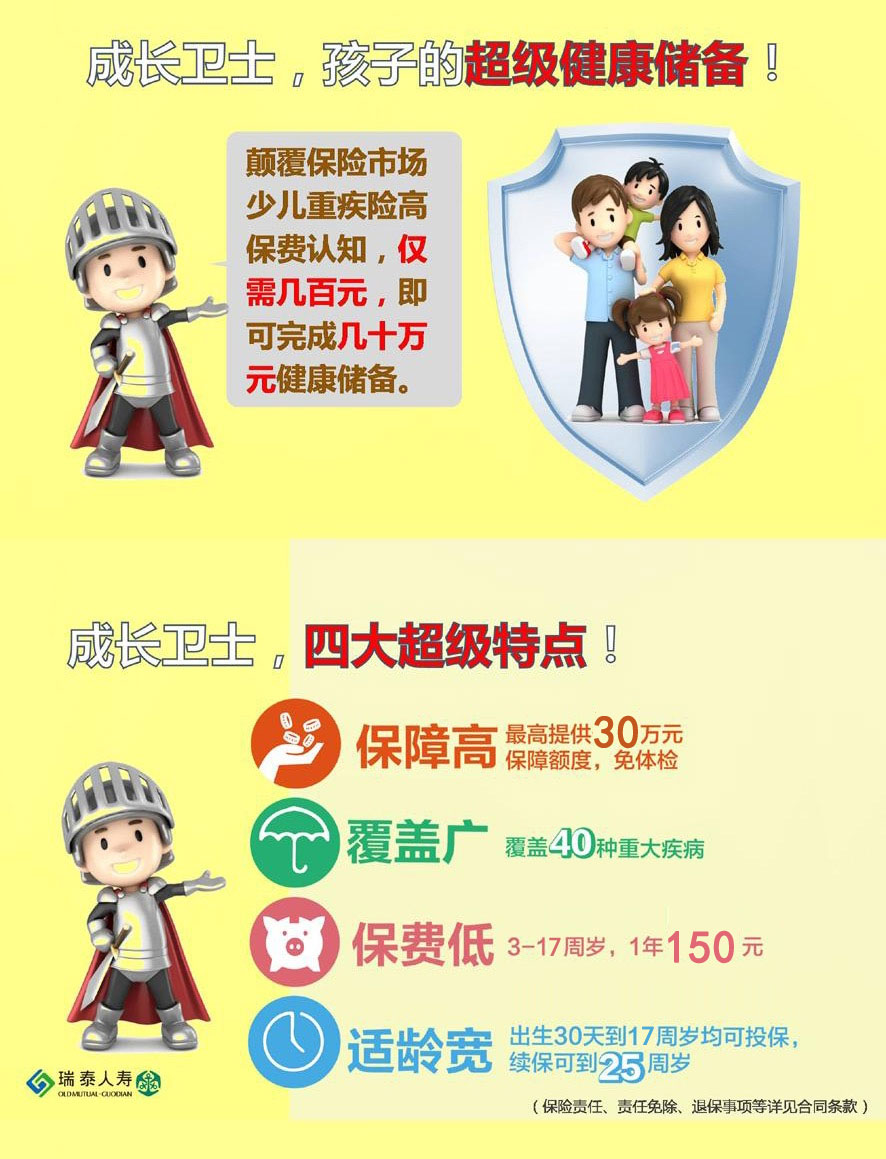 成长卫士，孩子的超级健康储备！
颠覆保险市场
少儿重疾险高
保费认知，仅
需几百元，即
可完成几十万
元健康储备。
成长卫士，四大超级特点！
保障高 最高提供30万元
保障额度，免体检
覆盖广 覆盖40种重大疾病
保费低 3-17周岁，1年150元
适龄宽 出生30天到17周岁均可投保，
续保可到25周岁
瑞泰人寿
OLDMUTUAL-GUODIAN
（保险责任、责任免除、退保事项等详见合同条款）